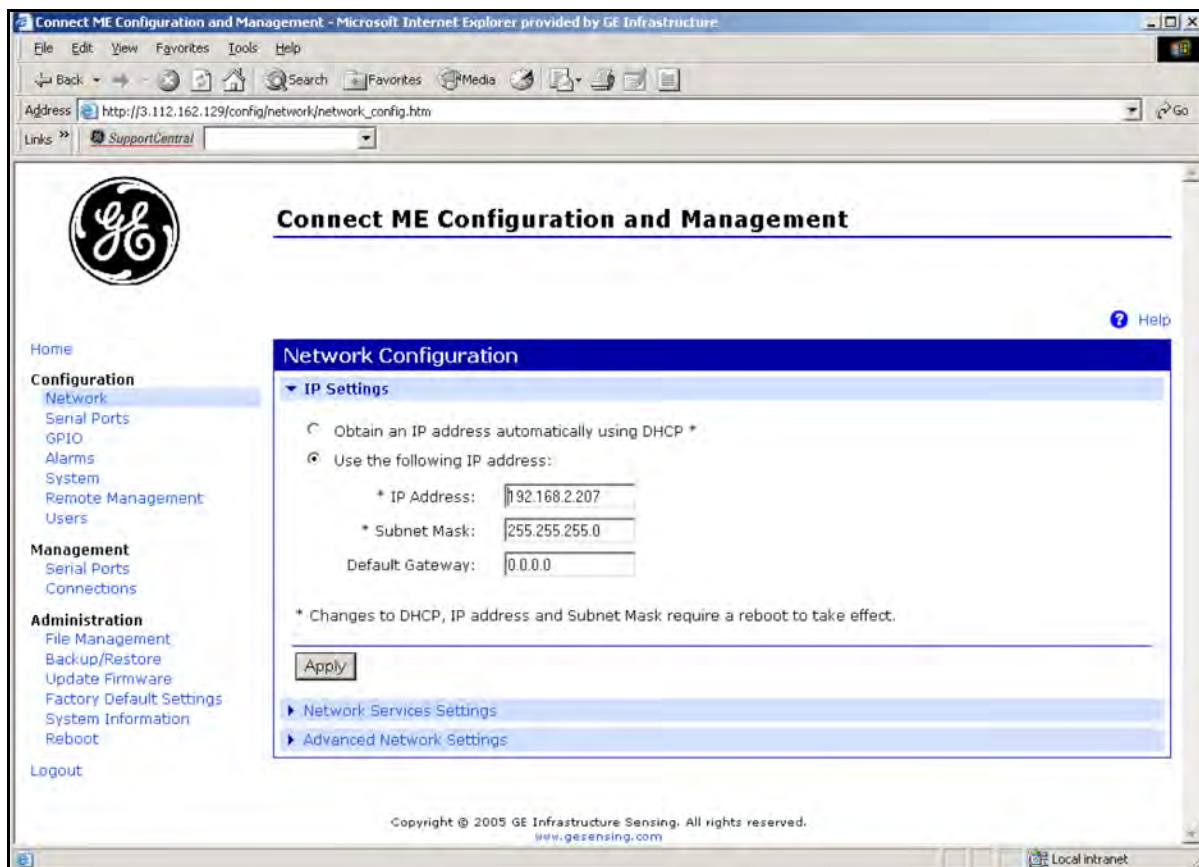 Connect ME Configuration and Management - Microsoft Internet Explorer provided by GE Infrastructure
File Edit View Favorites Tools Help
Back Search Favorites Media
Address http://3.112.162.129/config/network/network_config.htm Go
Links » SupportCentral
GE
Connect ME Configuration and Management
? Help
Home
Configuration
Network
Serial Ports
GPIO
Alarms
System
Remote Management
Users
Management
Serial Ports
Connections
Administration
File Management
Backup/Restore
Update Firmware
Factory Default Settings
System Information
Reboot
Logout
Network Configuration
IP Settings
Obtain an IP address automatically using DHCP *
Use the following IP address:
* IP Address: 192.168.2.207
* Subnet Mask: 255.255.255.0
Default Gateway: 0.0.0.0
* Changes to DHCP, IP address and Subnet Mask require a reboot to take effect.
Apply
Network Services Settings
Advanced Network Settings
Copyright © 2005 GE Infrastructure Sensing. All rights reserved.
www.gesensing.com
Local intranet